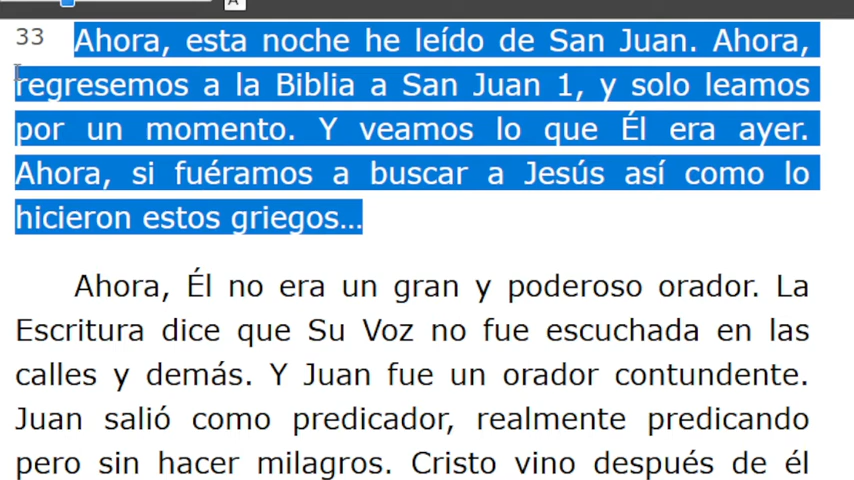 A
33 Ahora, esta noche he leído de San Juan. Ahora,
regresemos a la Biblia a San Juan 1, y solo leamos
por un momento. Y veamos lo que Él era ayer.
Ahora, si fuéramos a buscar a Jesús así como lo
hicieron estos griegos...
Ahora, Él no era un gran y poderoso orador. La
Escritura dice que Su Voz no fue escuchada en las
calles y demás. Y Juan fue un orador contundente.
Juan salió como predicador, realmente predicando
pero sin hacer milagros. Cristo vino después de él